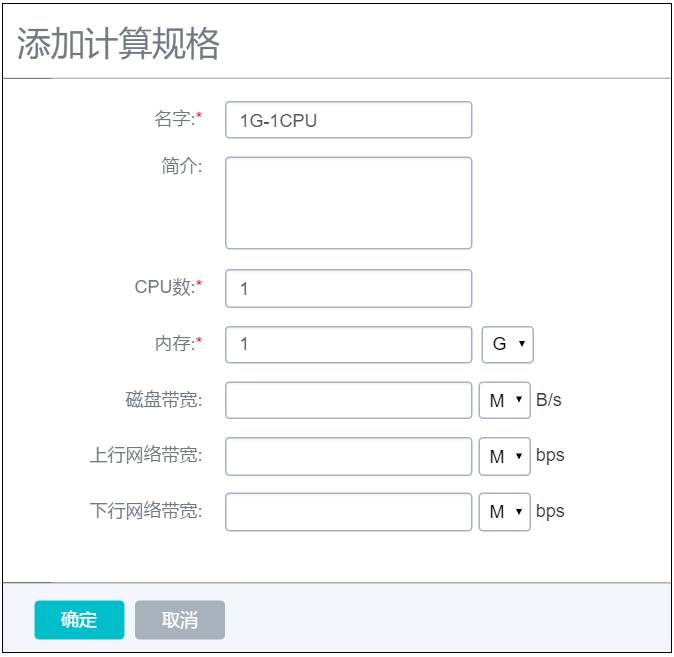 添加计算规格
名字:* 1G-1CPU
简介:
CPU数:* 1
内存:* 1 G
磁盘带宽: M B/s
上行网络带宽: M bps
下行网络带宽: M bps
确定 取消